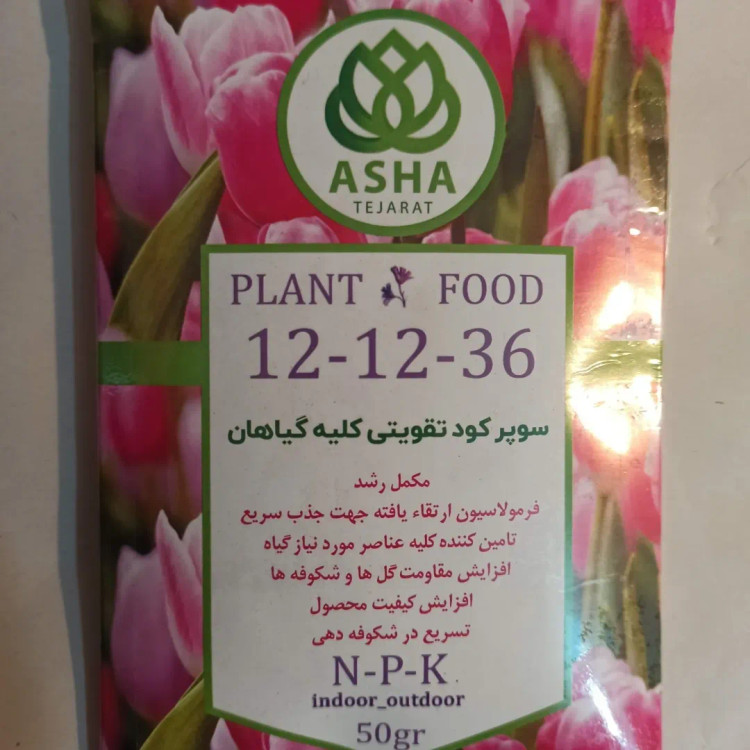 ASHA
TEJARAT
PLANT FOOD
12-12-36
سوپر کود تقویتی کلیه گیاهان
مکمل رشد
فرمولاسیون ارتقاء یافته جهت جذب سریع
تامین کننده کلیه عناصر مورد نیاز گیاه
افزایش مقاومت گل ها و شکوفه ها
افزایش کیفیت محصول
تسریع در شکوفه دهی
N-P-K
indoor_outdoor
50gr